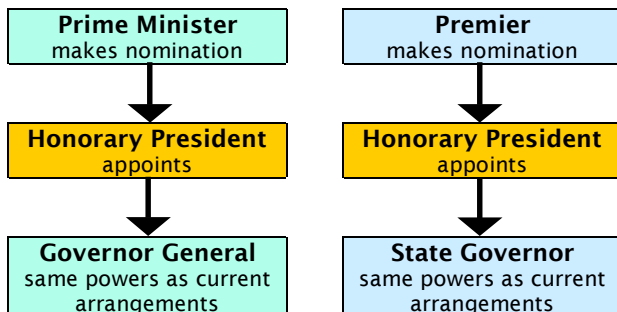 Prime Minister
makes nomination
Premier
makes nomination
Honorary President
appoints
Honorary President
appoints
Governor General
same powers as current
arrangements
State Governor
same powers as current
arrangements